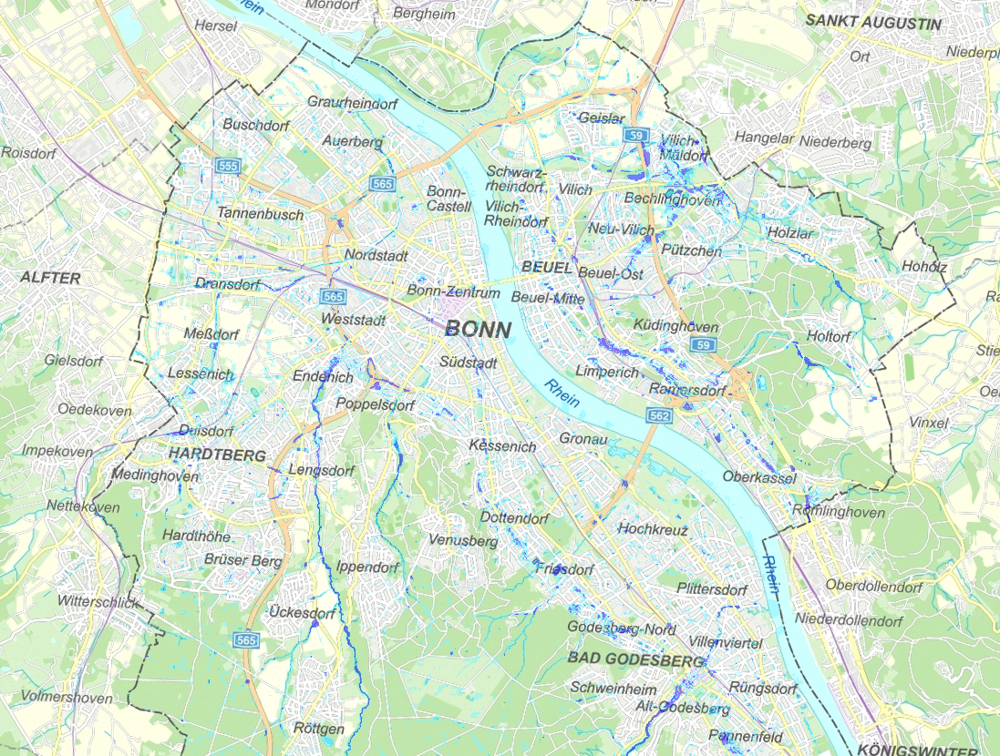 Rhein
Mondorf
Bergheim
Hersel
SANKT AUGUSTIN
Ort
Niederpl
Graurheindorf
Buschdorf
Auerberg
Geislar
59
Hangelar
Niederberg
Vilich-
Müldorf
Roisdorf
555
565
Schwarz-
rheindorf
Vilich
Bonn-
Castell
Vilich-
Rheindorf
Bechlinghoven
Tannenbusch
Neu-Vilich
Holzlar
Nordstadt
Pützchen
BEUEL
Beuel-Ost
Hoholz
ALFTER
Dransdorf
565
Bonn-Zentrum
Beuel-Mitte
Ra
Weststadt
BONN
Küdinghoven
Meßdorf
Holtorf
59
Stie
Gielsdorf
Südstadt
Lessenich
Endenich
Limperich
Ramersdorf
Oe
Rhein
Oedekoven
Poppelsdorf
562
Duisdorf
Vinxel
Impekoven
HARDTBERG
Kessenich
Gronau
Medinghoven
Lengsdorf
Oberkassel
Nettekoven
Römlinghoven
Dottendorf
Hochkreuz
Hardthöhe
Venusberg
Brüser Berg
Ippendorf
Friesdorf
Rhein
Plittersdorf
Oberdollendorf
Witterschlick
Ückesdorf
Niederdollendorf
565
Godesberg-Nord
Villenviertel
BAD GODESBERG
Schweinheim
Rüngsdorf
Volmershoven
Alt-Godesberg
Röttgen
Pennenfeld
KÖNIGSWINTER